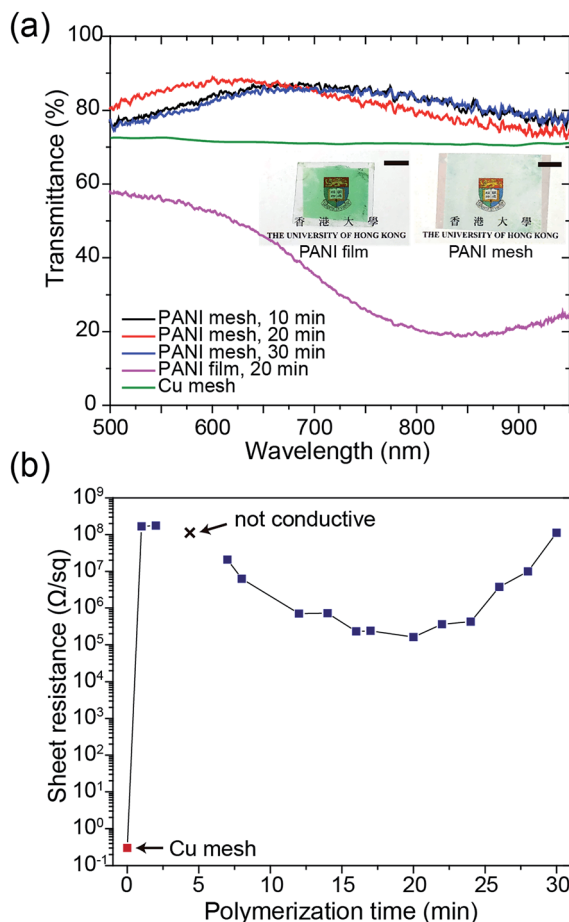 (a)
Transmittance (%)
100
80
60
40
20
0
香 港 大 學
THE UNIVERSITY OF HONG KONG
PANI film
香 港 大 學
THE UNIVERSITY OF HONG KONG
PANI mesh
PANI mesh, 10 min
PANI mesh, 20 min
PANI mesh, 30 min
PANI film, 20 min
Cu mesh
500 600 700 800 900
Wavelength (nm)
(b)
Sheet resistance (Ω/sq)
10⁹
10⁸
10⁷
10⁶
10⁵
10⁴
10³
10²
10¹
10⁰
10⁻¹
not conductive
Cu mesh
0 5 10 15 20 25 30
Polymerization time (min)